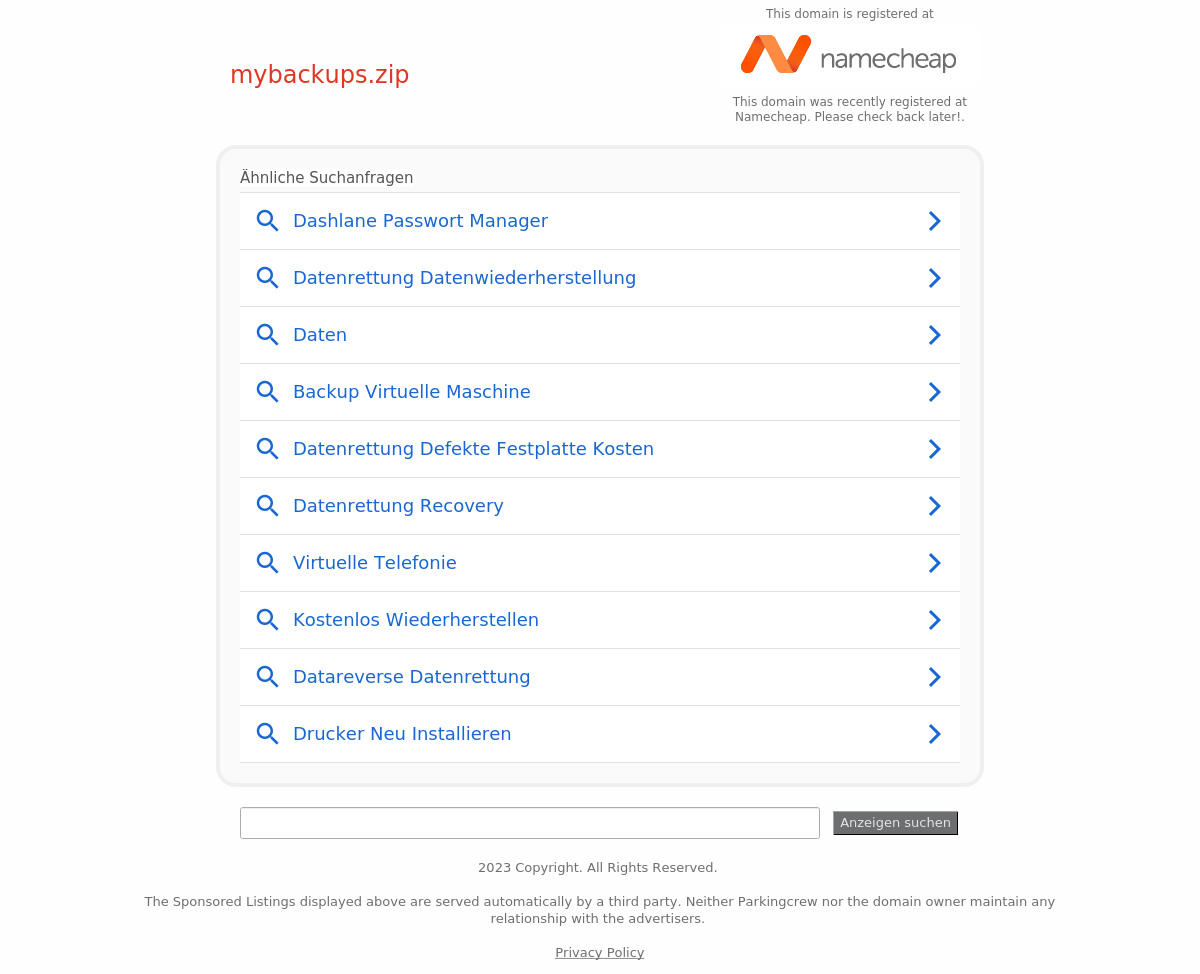 This domain is registered at
namecheap
mybackups.zip
This domain was recently registered at
Namecheap. Please check back later!.
Ähnliche Suchanfragen
Dashlane Passwort Manager
Datenrettung Datenwiederherstellung
Daten
Backup Virtuelle Maschine
Datenrettung Defekte Festplatte Kosten
Datenrettung Recovery
Virtuelle Telefonie
Kostenlos Wiederherstellen
Datareverse Datenrettung
Drucker Neu Installieren
Anzeigen suchen
2023 Copyright. All Rights Reserved.
The Sponsored Listings displayed above are served automatically by a third party. Neither Parkingcrew nor the domain owner maintain any
relationship with the advertisers.
Privacy Policy